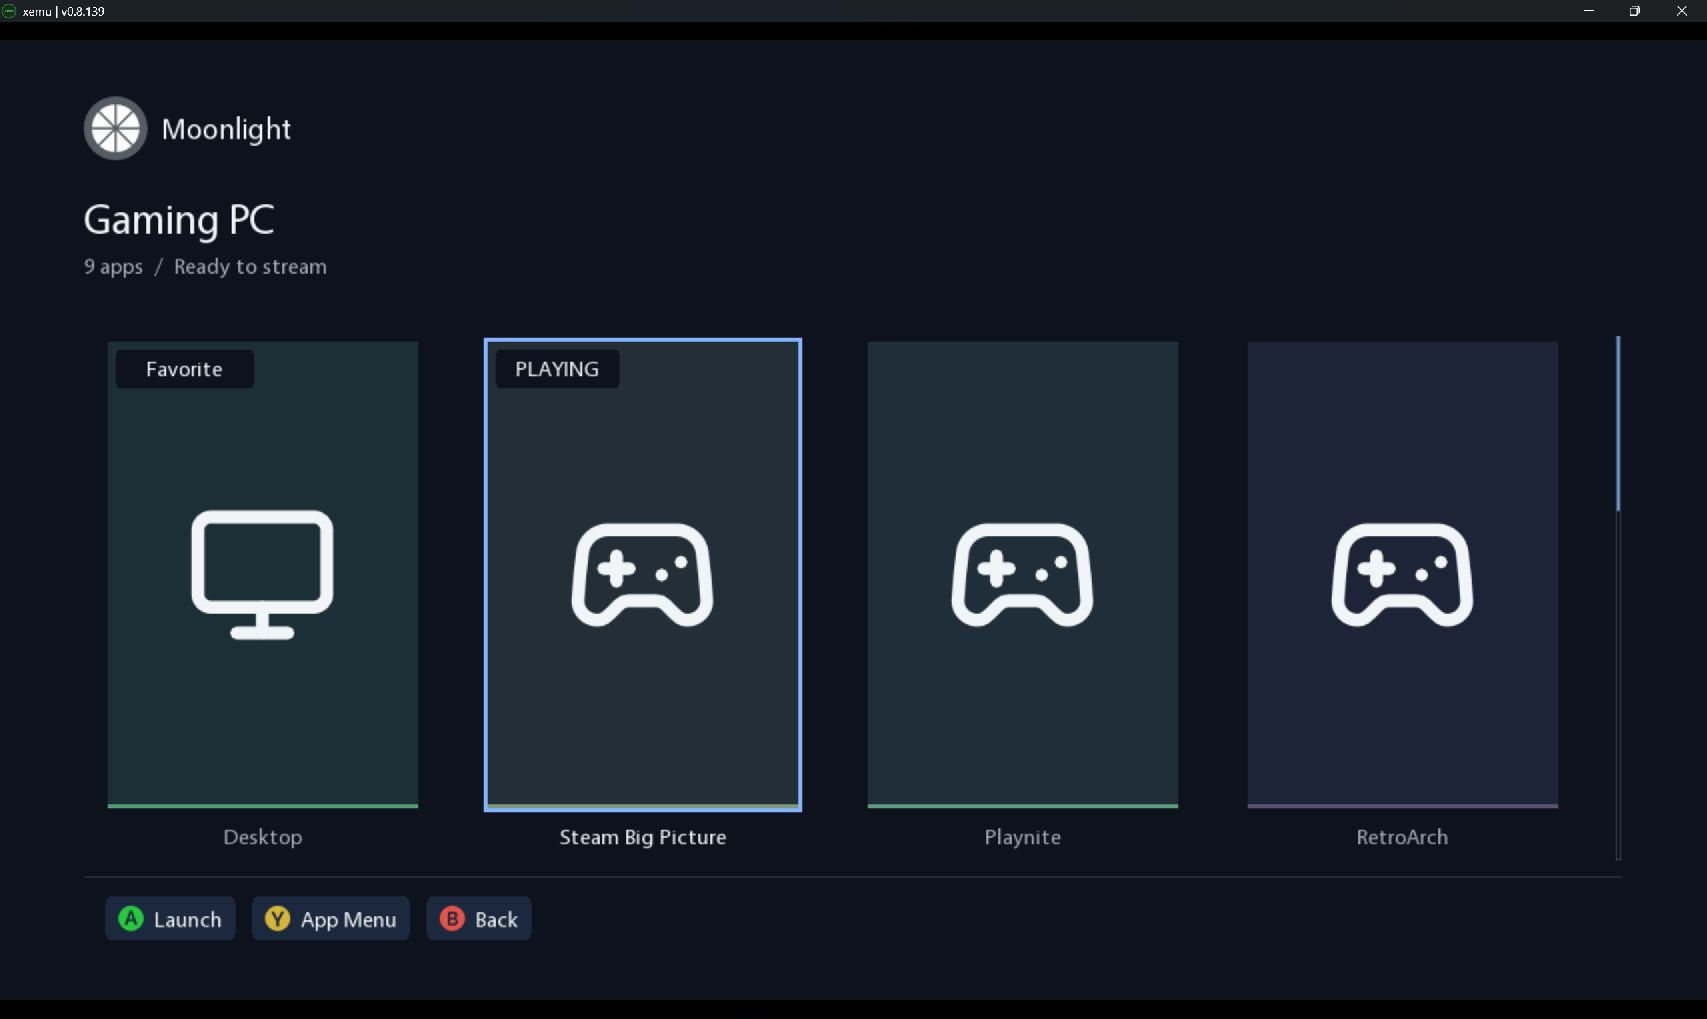 xemu | v0.8.139
Moonlight
Gaming PC
9 apps / Ready to stream
Favorite
PLAYING
Desktop
Steam Big Picture
Playnite
RetroArch
A Launch
Y App Menu
B Back